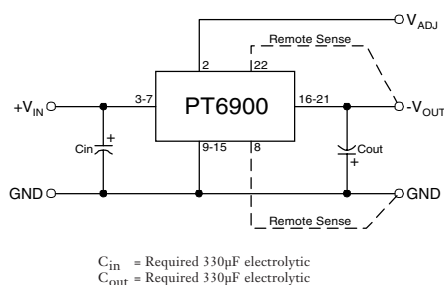 V_ADJ
Remote Sense
2 22
+V_IN 3-7 PT6900 16-21 -V_OUT
+
Cin 9-15 8 Cout
+
GND GND
Remote Sense
C_in = Required 330µF electrolytic
C_out = Required 330µF electrolytic